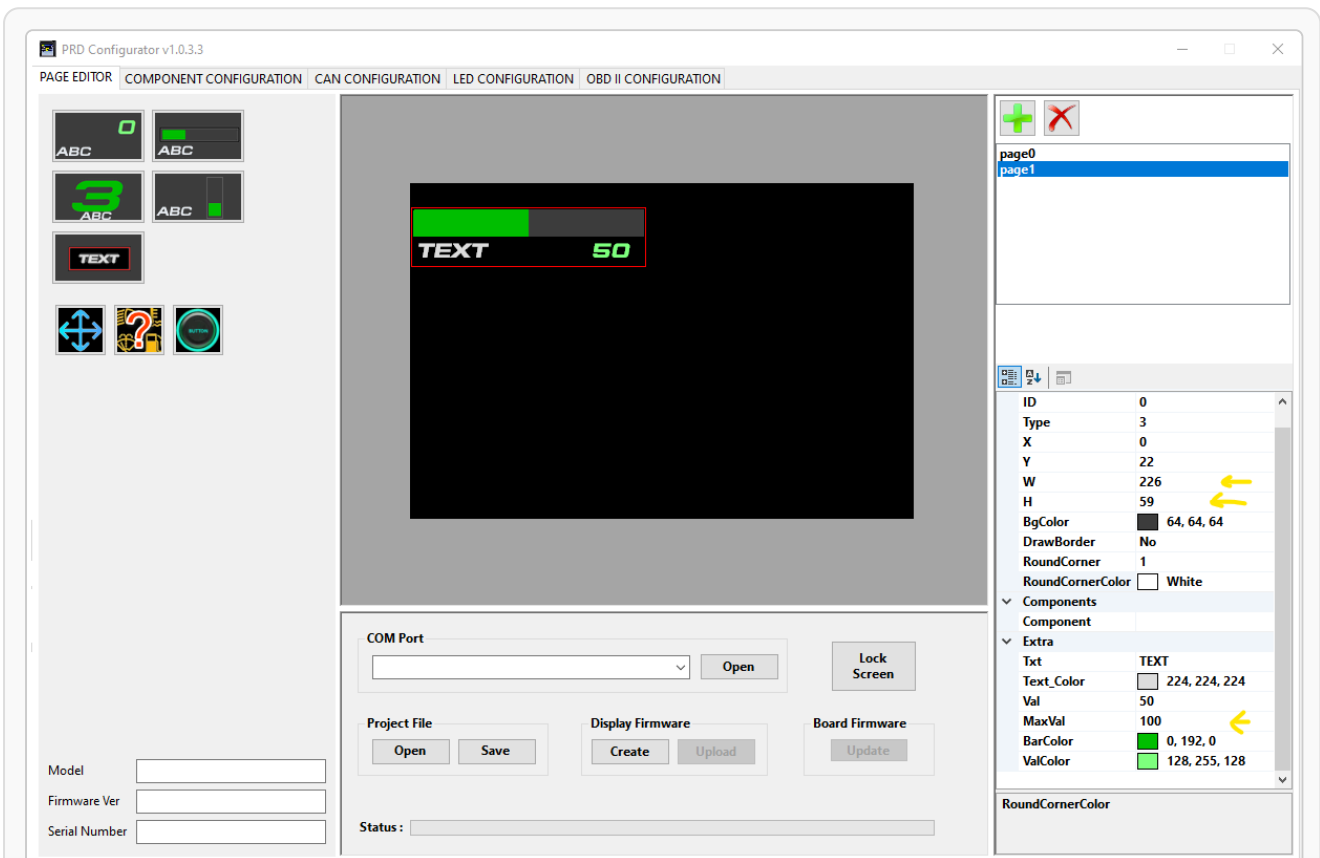 PRD Configurator v1.0.3.3
PAGE EDITOR COMPONENT CONFIGURATION CAN CONFIGURATION LED CONFIGURATION OBD II CONFIGURATION
0
ABC
ABC
3
ABC
ABC
TEXT
?
BUTTON
TEXT 50
page0
page1
A
Z
ID 0
Type 3
X 0
Y 22
W 226
H 59
BgColor 64, 64, 64
DrawBorder No
RoundCorner 1
RoundCornerColor White
Components
Component
Extra
Txt TEXT
Text_Color 224, 224, 224
Val 50
MaxVal 100
BarColor 0, 192, 0
ValColor 128, 255, 128
RoundCornerColor
COM Port
Open
Lock
Screen
Project File
Open Save
Display Firmware
Create Upload
Board Firmware
Update
Status :
Model
Firmware Ver
Serial Number